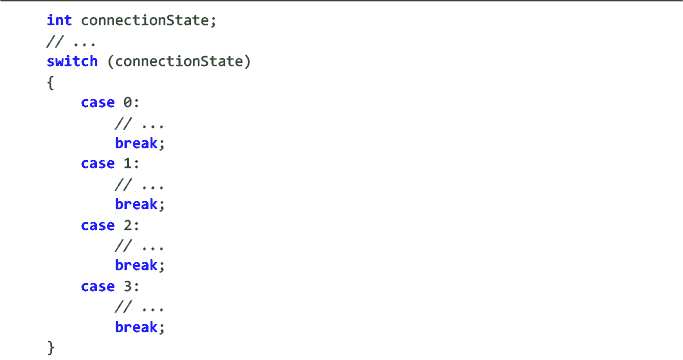 int connectionState;
// ...
switch (connectionState)
{
    case 0:
        // ...
        break;
    case 1:
        // ...
        break;
    case 2:
        // ...
        break;
    case 3:
        // ...
        break;
}